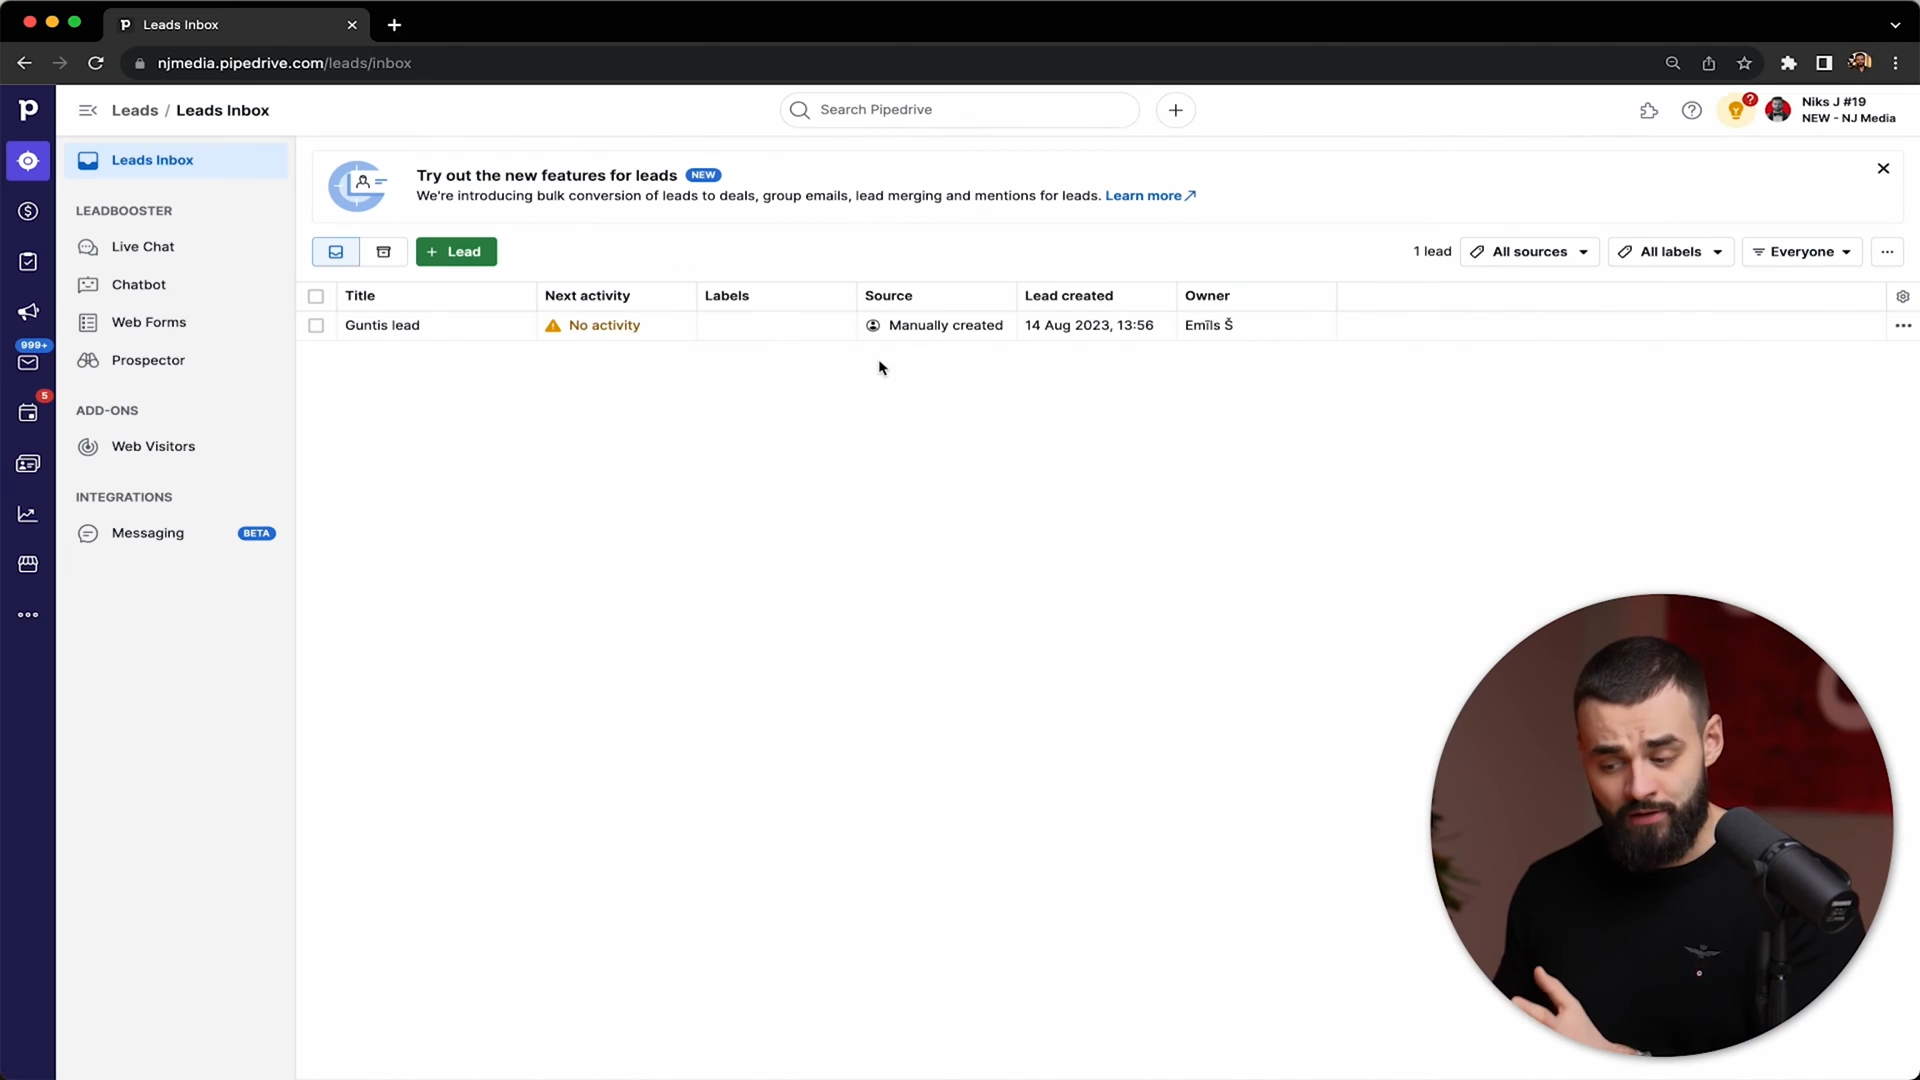 Leads Inbox
njmedia.pipedrive.com/leads/inbox
Leads / Leads Inbox
Search Pipedrive
?
Niks J #19
NEW - NJ Media
Leads Inbox
LEADBOOSTER
Live Chat
Chatbot
Web Forms
Prospector
ADD-ONS
Web Visitors
INTEGRATIONS
Messaging BETA
999+
5
Try out the new features for leads NEW
We're introducing bulk conversion of leads to deals, group emails, lead merging and mentions for leads. Learn more
+ Lead
1 lead All sources All labels Everyone
Title Next activity Labels Source Lead created Owner
Guntis lead No activity Manually created 14 Aug 2023, 13:56 Emīls Š